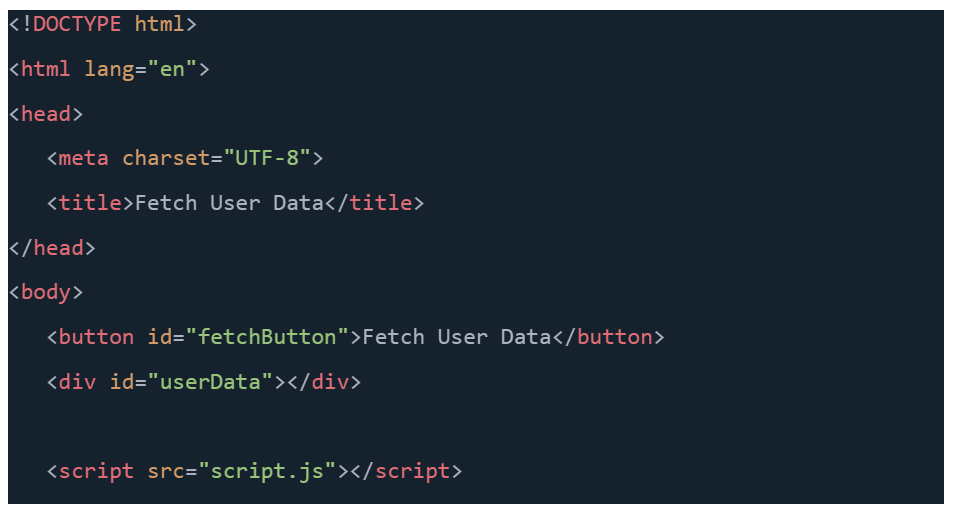 <!DOCTYPE html>
<html lang="en">
<head>
   <meta charset="UTF-8">
   <title>Fetch User Data</title>
</head>
<body>
   <button id="fetchButton">Fetch User Data</button>
   <div id="userData"></div>
   <script src="script.js"></script>